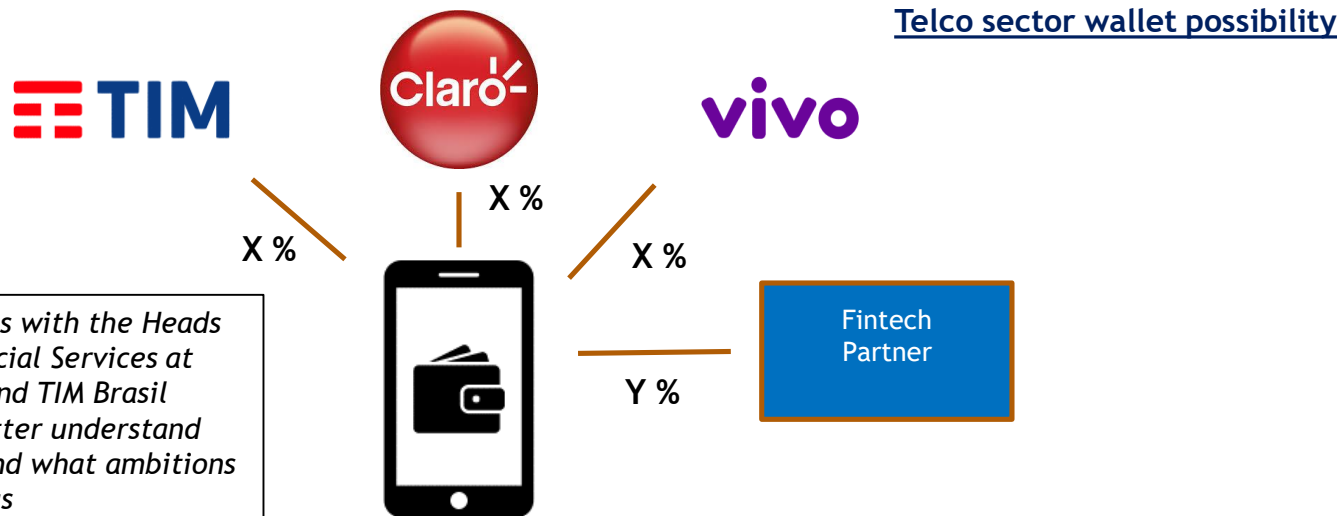 Telco sector wallet possibility
TIM
Claro
vivo
X %
X %
X %
s with the Heads
cial Services at
nd TIM Brasil
tter understand
nd what ambitions
s
Fintech
Partner
Y %